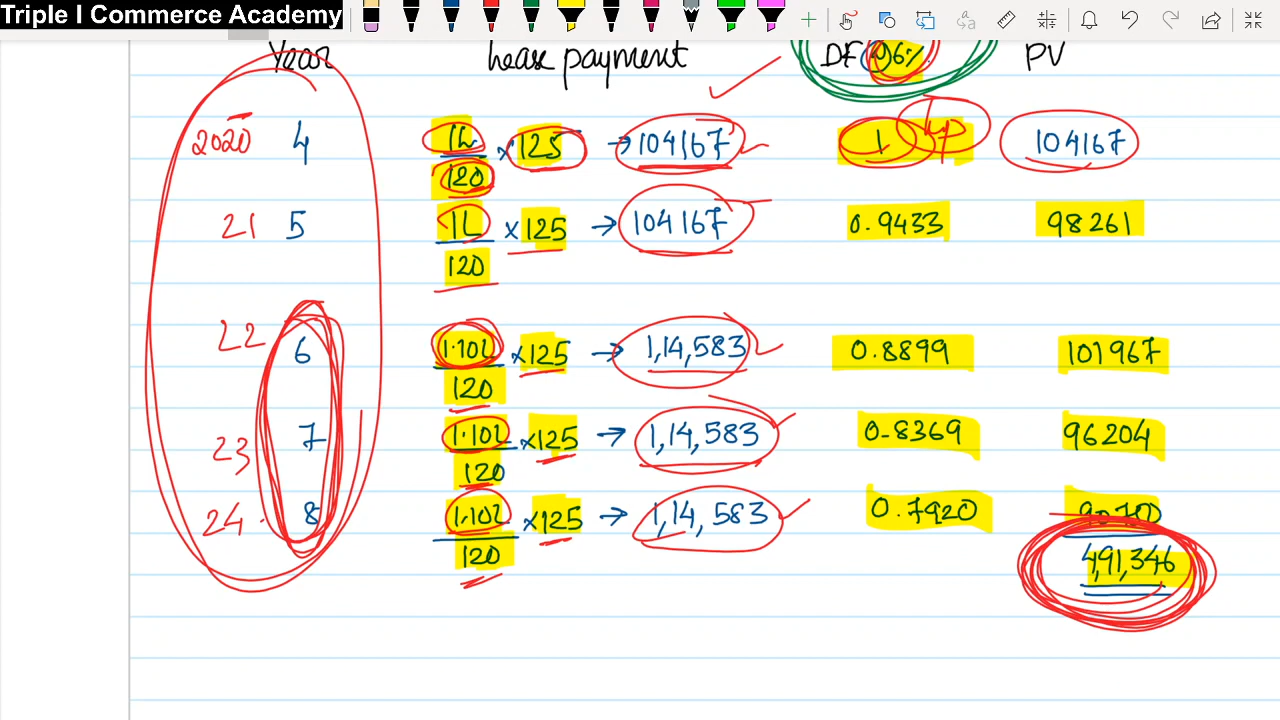 Triple I Commerce Academy
Year Lease payment DF @6% PV
2020 4 1L/120 × 125 → 104167 1 104167
21 5 1L/120 × 125 → 104167 0.9433 98261
22 6 1.10L/120 × 125 → 1,14,583 0.8899 101967
23 7 1.10L/120 × 125 → 1,14,583 0.8369 96204
24 8 1.10L/120 × 125 → 1,14,583 0.7920 90700
4,91,346